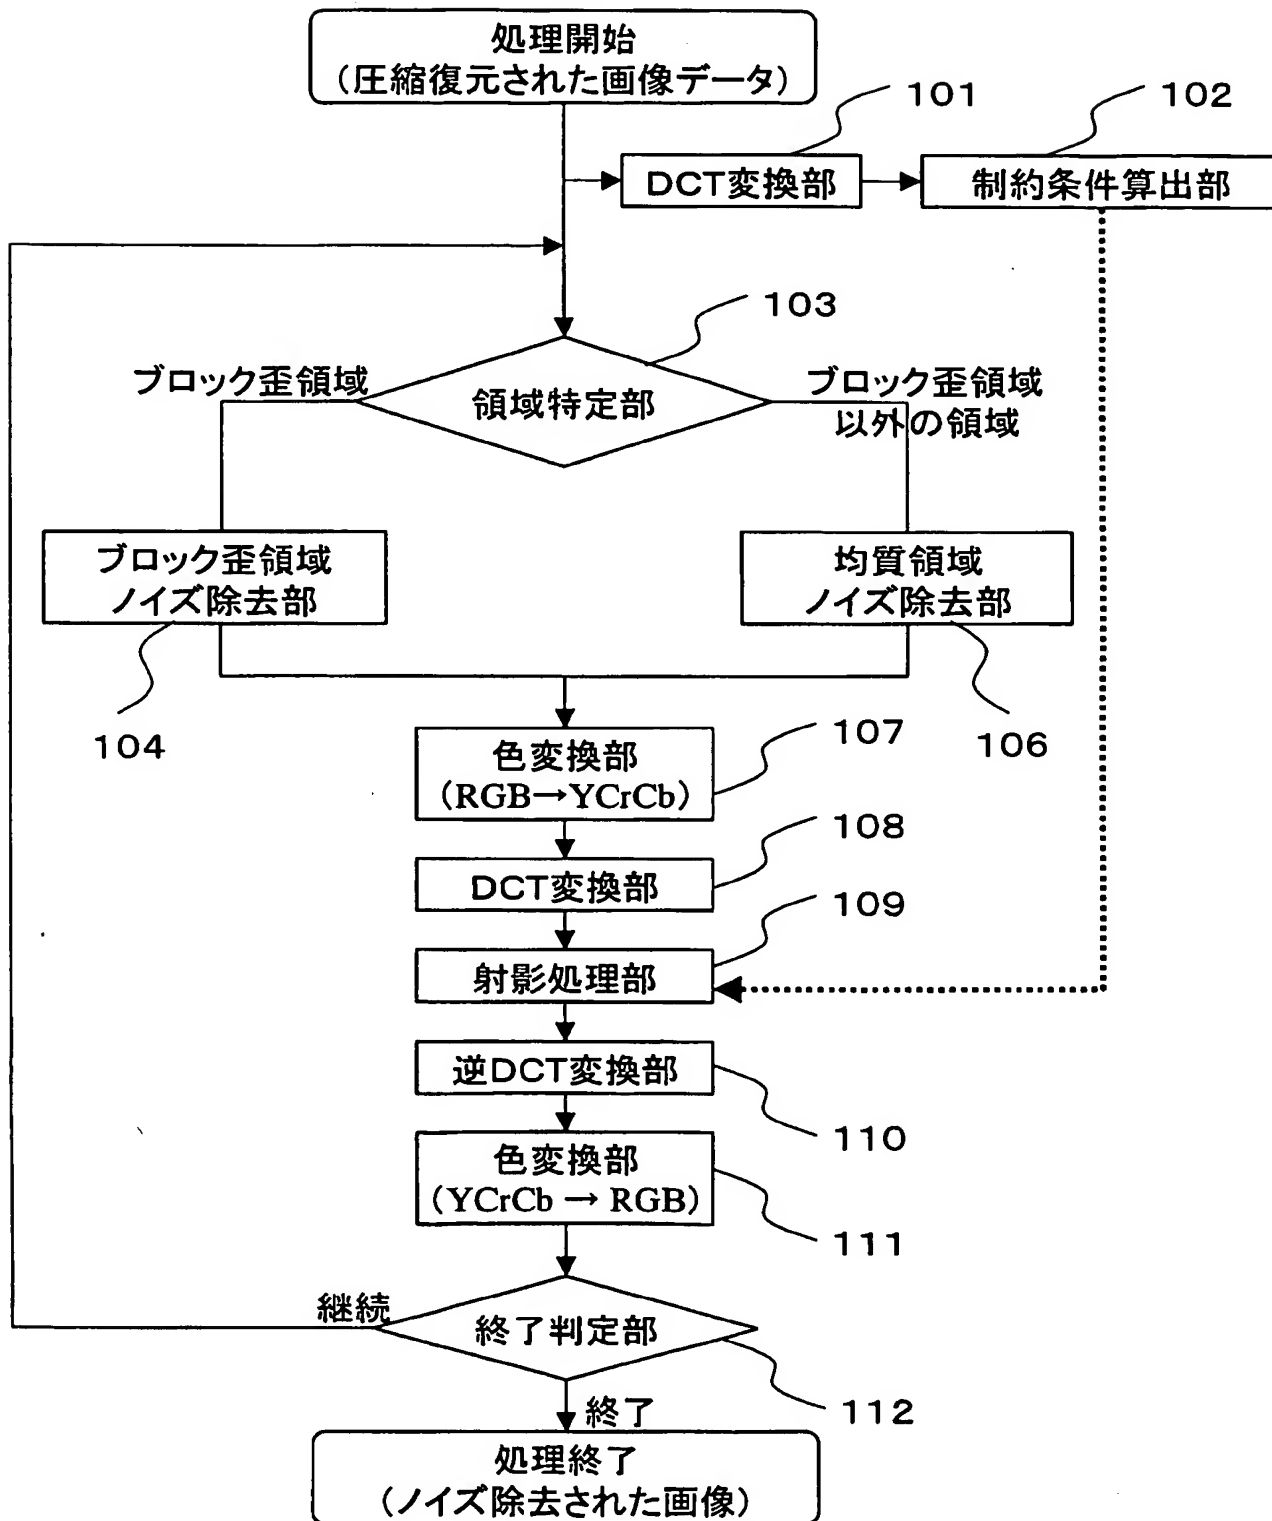 処理開始
（圧縮復元された画像データ）
101
102
DCT変換部
制約条件算出部
103
ブロック歪領域
領域特定部
ブロック歪領域
以外の領域
ブロック歪領域
ノイズ除去部
均質領域
ノイズ除去部
104
106
107
色変換部
（RGB→YCrCb）
108
DCT変換部
109
射影処理部
逆DCT変換部
110
色変換部
（YCrCb → RGB）
111
継続
終了判定部
112
終了
処理終了
（ノイズ除去された画像）